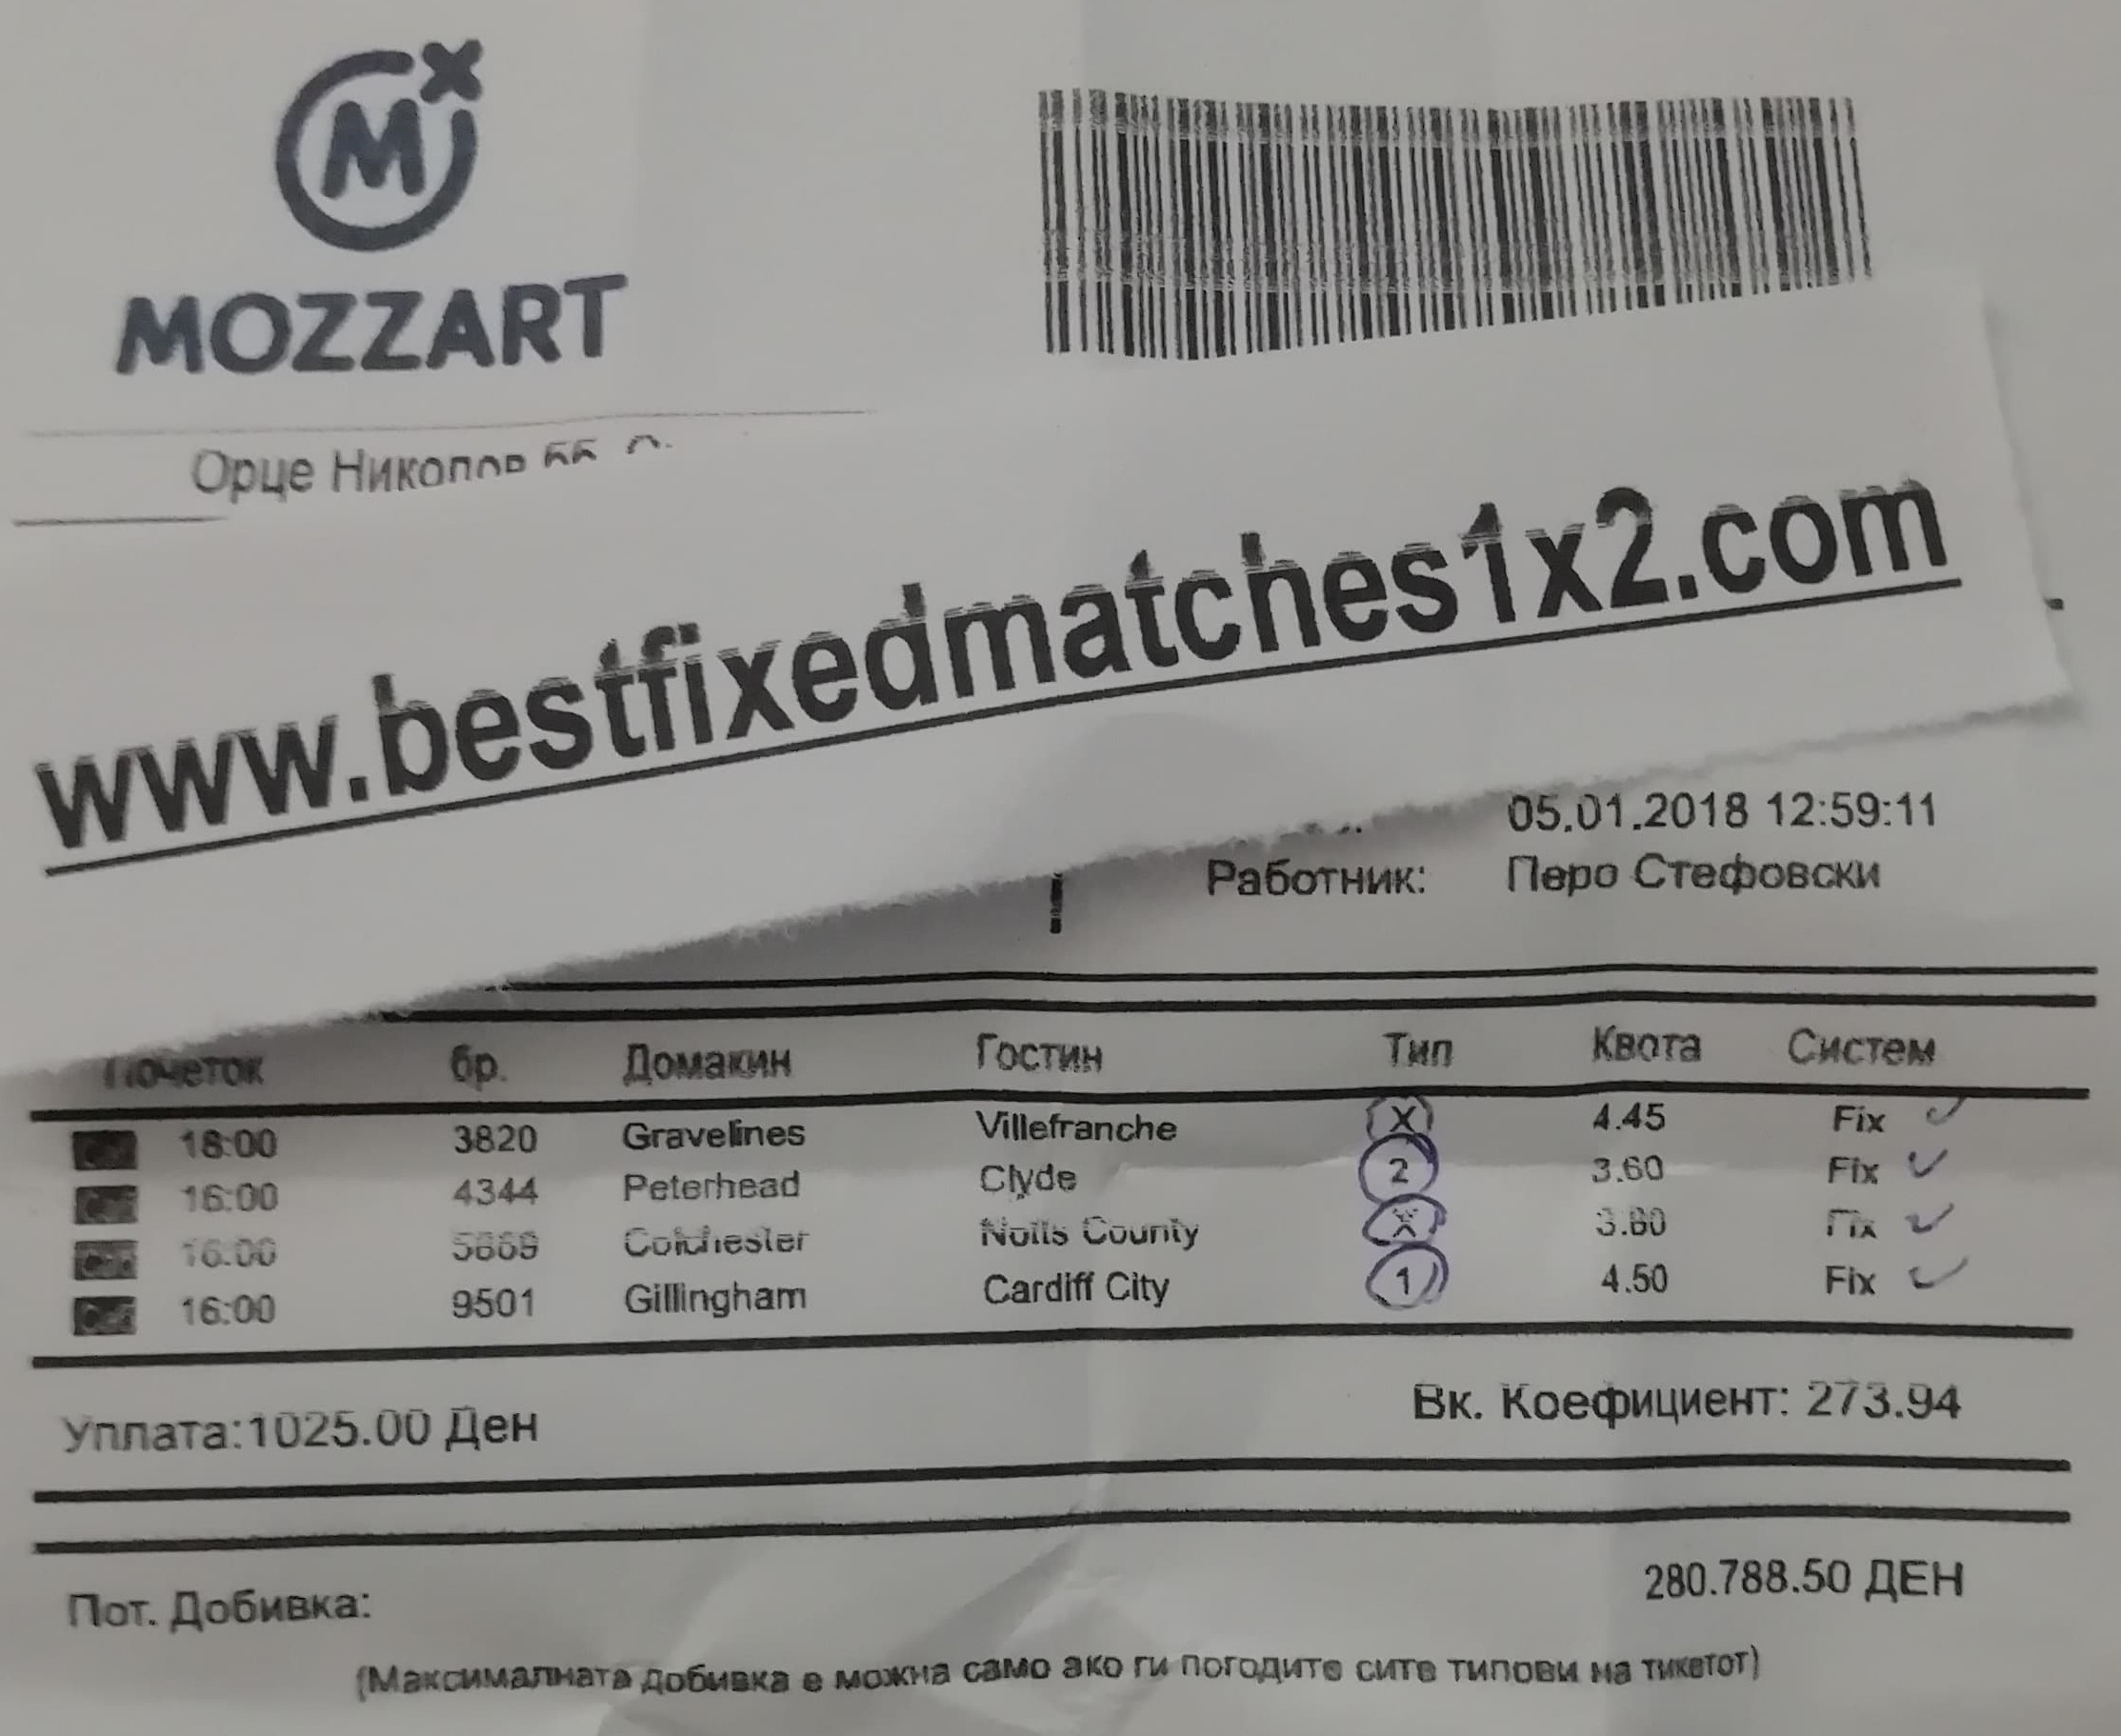 MOZZART
Орце Николов бб
www.bestfixedmatches1x2.com
05.01.2018 12:59:11
Работник: Перо Стефовски
Почеток бр. Домакин Гостин Тип Квота Систем
18:00 3820 Gravelines Villefranche X 4.45 Fix
16:00 4344 Peterhead Clyde 2 3.60 Fix
16:00 5869 Colchester Notts County X 3.80 Fix
16:00 9501 Gillingham Cardiff City 1 4.50 Fix
Уплата:1025.00 Ден Вк. Коефициент: 273.94
Пот. Добивка: 280.788.50 ДЕН
(Максималната добивка е можна само ако ги погодите сите типови на тикетот)